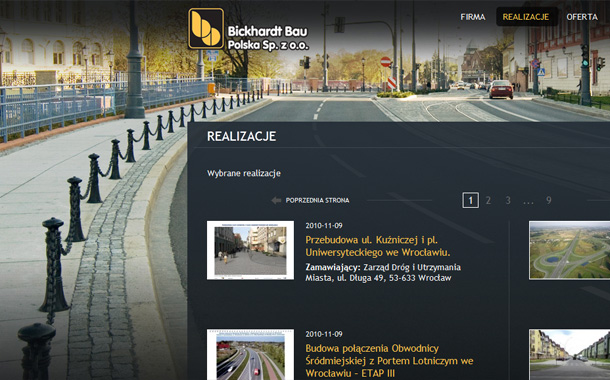 Bickhardt Bau
Polska Sp. z o.o.
FIRMA
REALIZACJE
OFERTA
REALIZACJE
Wybrane realizacje
POPRZEDNIA STRONA
1 2 3 ... 9
2010-11-09
Przebudowa ul. Kuźniczej i pl.
Uniwersyteckiego we Wrocławiu.
Zamawiający: Zarząd Dróg i Utrzymania
Miasta, ul. Długa 49, 53-633 Wrocław
2010-11-09
Budowa połączenia Obwodnicy
Śródmiejskiej z Portem Lotniczym we
Wrocławiu – ETAP III